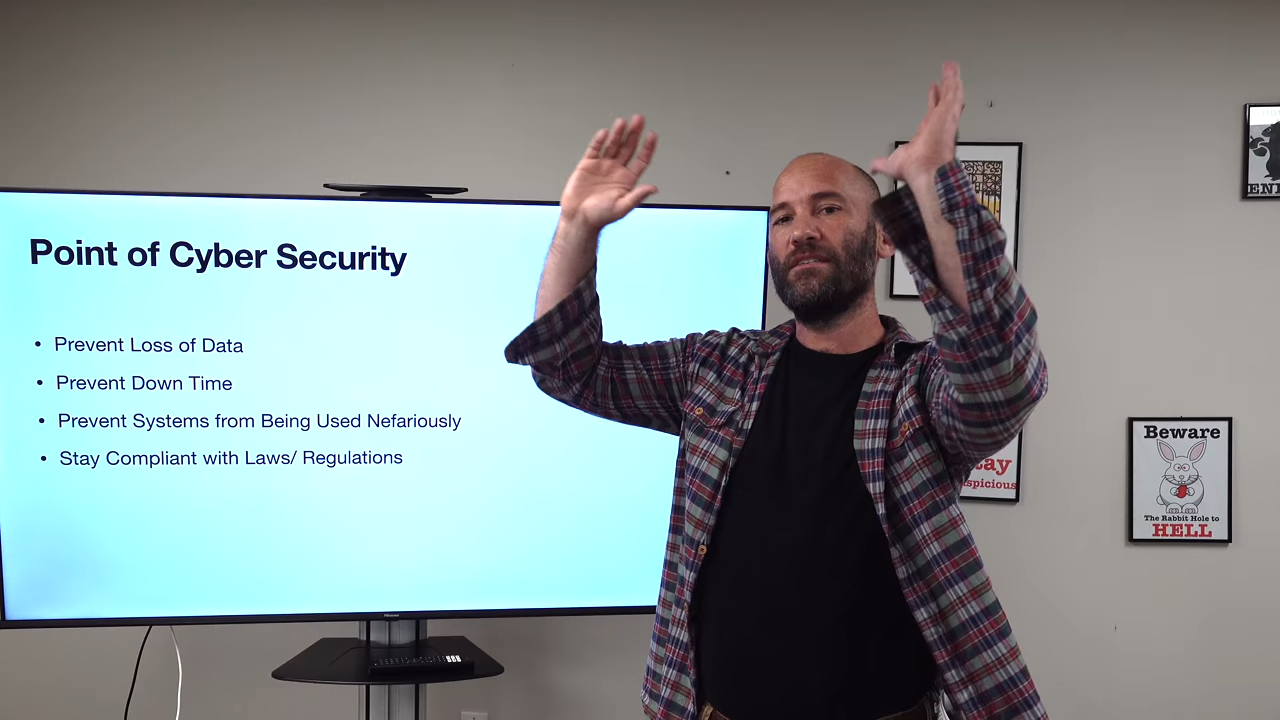 Point of Cyber Security
• Prevent Loss of Data
• Prevent Down Time
• Prevent Systems from Being Used Nefariously
• Stay Compliant with Laws/ Regulations
Hisense
Beware
The Rabbit Hole to
HELL